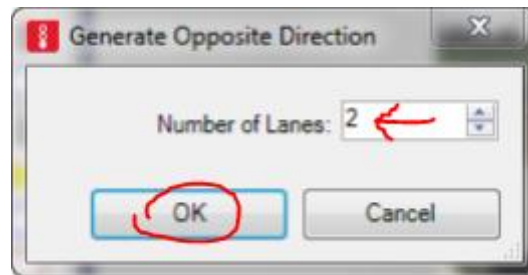 Generate Opposite Direction
Number of Lanes: 2
OK
Cancel